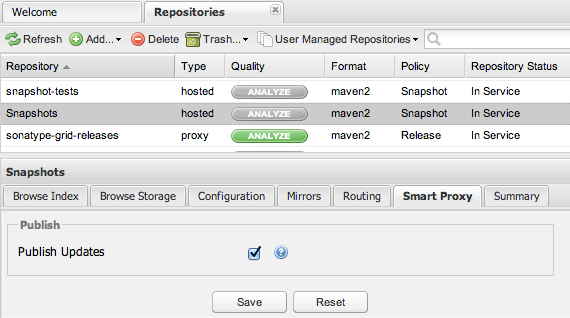 Welcome Repositories
Refresh Add... Delete Trash... User Managed Repositories
Repository Type Quality Format Policy Repository Status
snapshot-tests hosted ANALYZE maven2 Snapshot In Service
Snapshots hosted ANALYZE maven2 Snapshot In Service
sonatype-grid-releases proxy ANALYZE maven2 Release In Service
Snapshots
Browse Index Browse Storage Configuration Mirrors Routing Smart Proxy Summary
Publish
Publish Updates
Save Reset